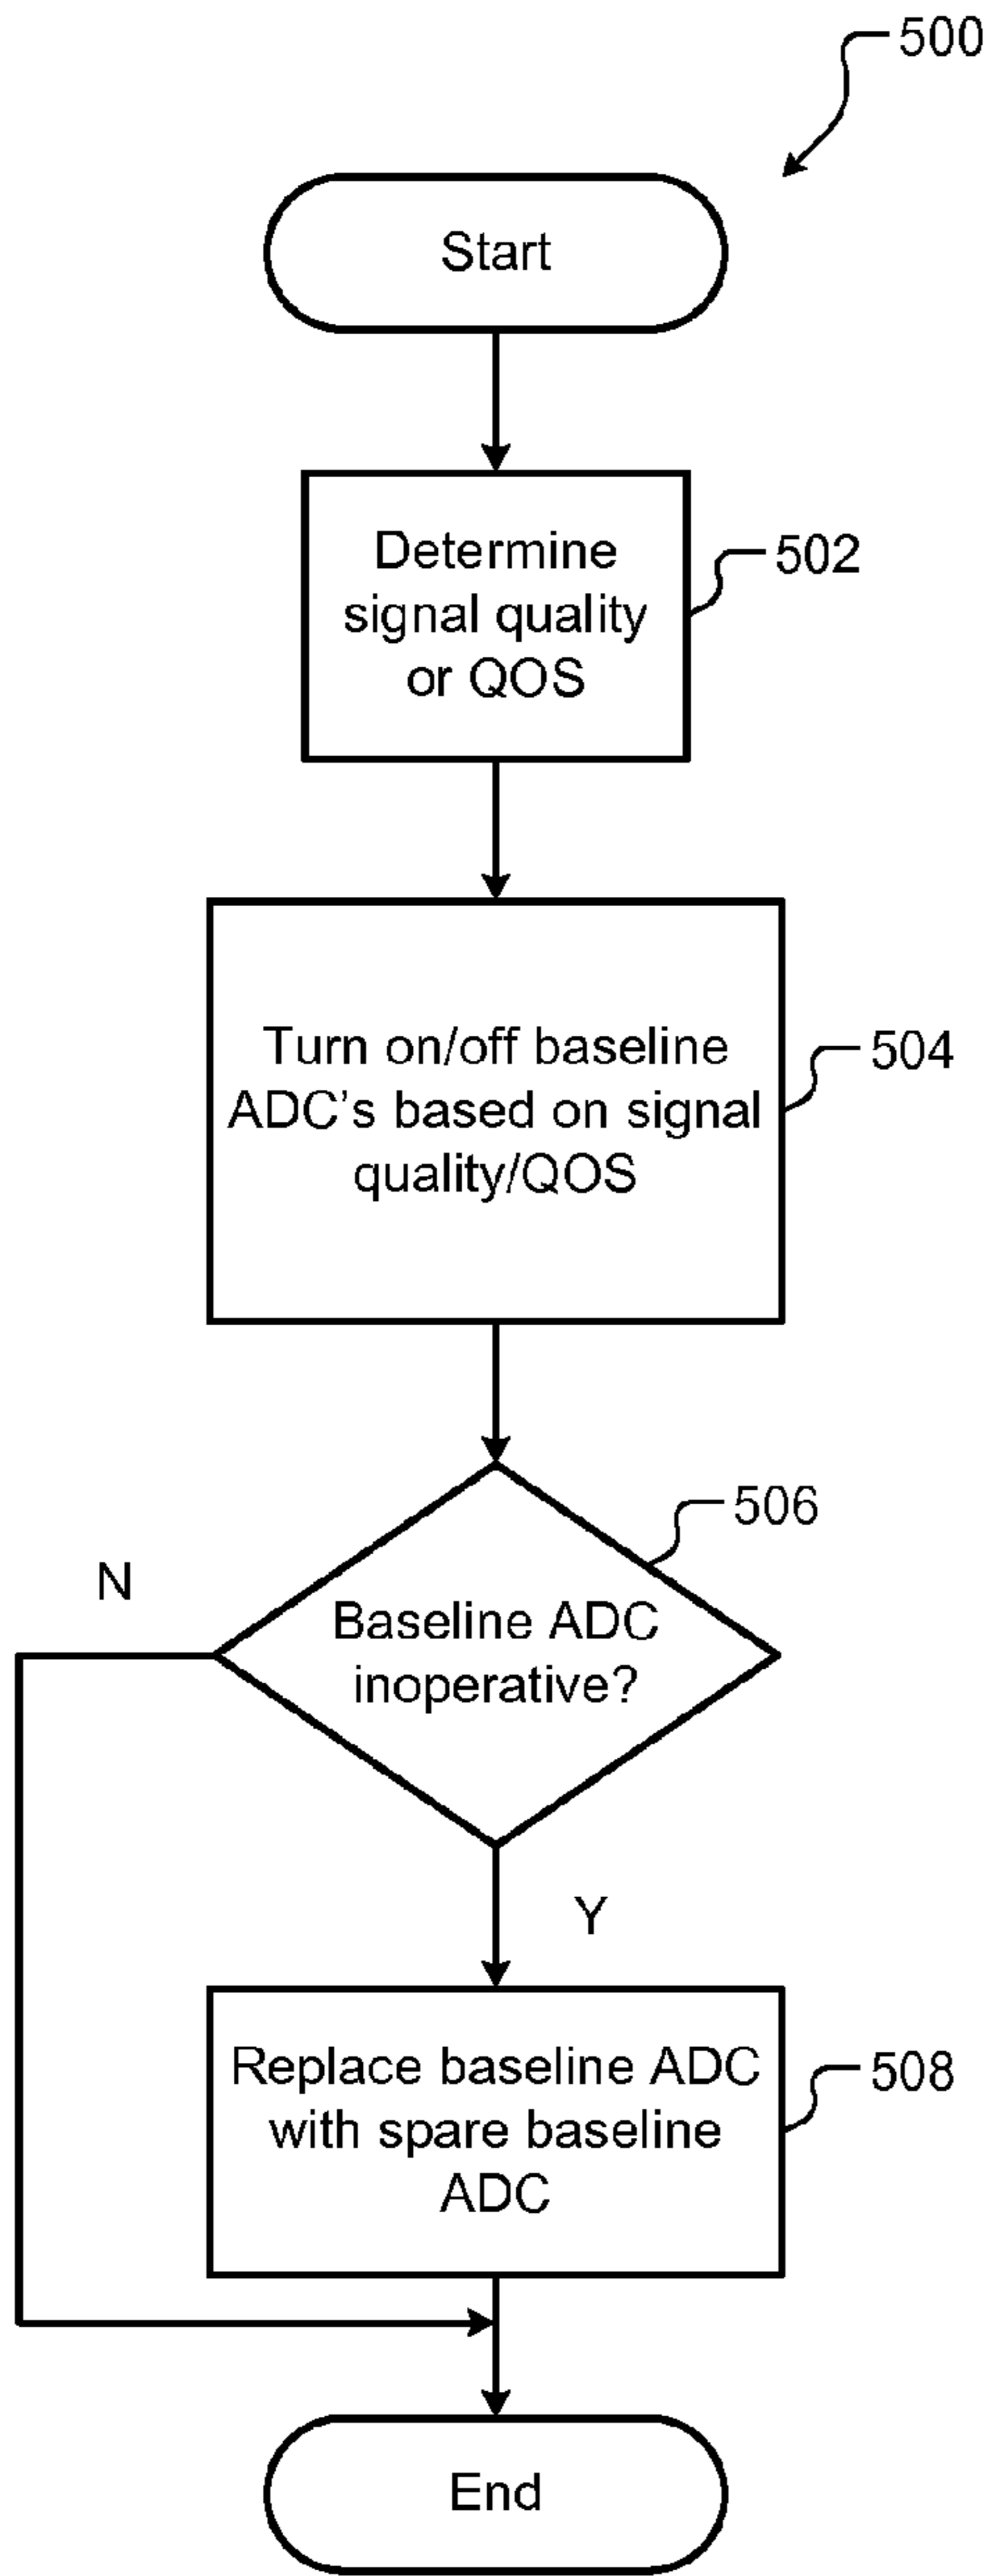 500
Start
Determine
signal quality
or QOS
502
Turn on/off baseline
ADC's based on signal
quality/QOS
504
506
N
Baseline ADC
inoperative?
Y
Replace baseline ADC
with spare baseline
ADC
508
End